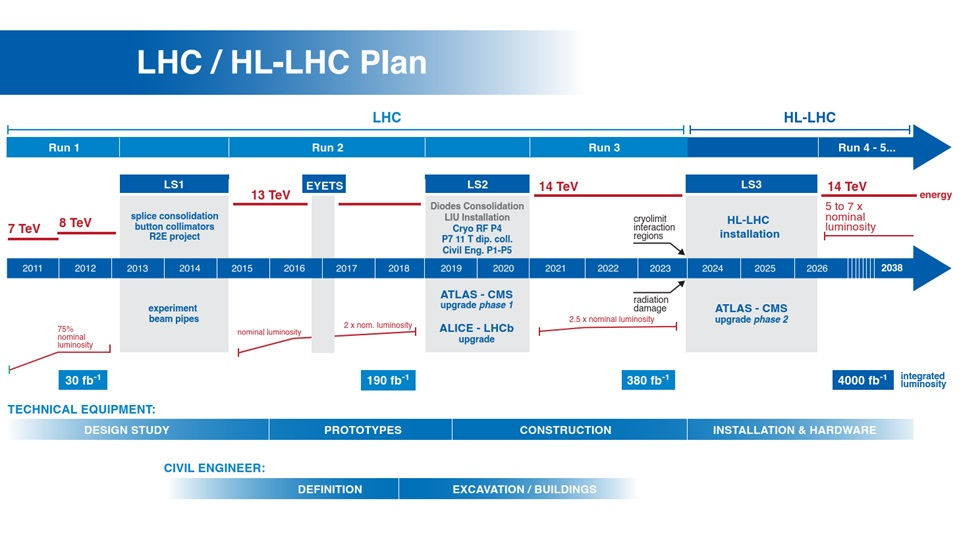 LHC / HL-LHC Plan
LHC
HL-LHC
Run 1
Run 2
Run 3
Run 4 - 5...
LS1
EYETS
LS2
LS3
7 TeV
8 TeV
13 TeV
14 TeV
14 TeV
energy
splice consolidation
button collimators
R2E project
Diodes Consolidation
LIU Installation
Cryo RF P4
P7 11 T dip. coll.
Civil Eng. P1-P5
cryolimit
interaction
regions
HL-LHC
installation
5 to 7 x
nominal
luminosity
2011 2012 2013 2014 2015 2016 2017 2018 2019 2020 2021 2022 2023 2024 2025 2026 2038
75%
nominal
luminosity
experiment
beam pipes
nominal luminosity
2 x nom. luminosity
ATLAS - CMS
upgrade phase 1
ALICE - LHCb
upgrade
2.5 x nominal luminosity
radiation
damage
ATLAS - CMS
upgrade phase 2
30 fb-1
190 fb-1
380 fb-1
4000 fb-1
integrated
luminosity
TECHNICAL EQUIPMENT:
DESIGN STUDY
PROTOTYPES
CONSTRUCTION
INSTALLATION & HARDWARE
CIVIL ENGINEER:
DEFINITION
EXCAVATION / BUILDINGS